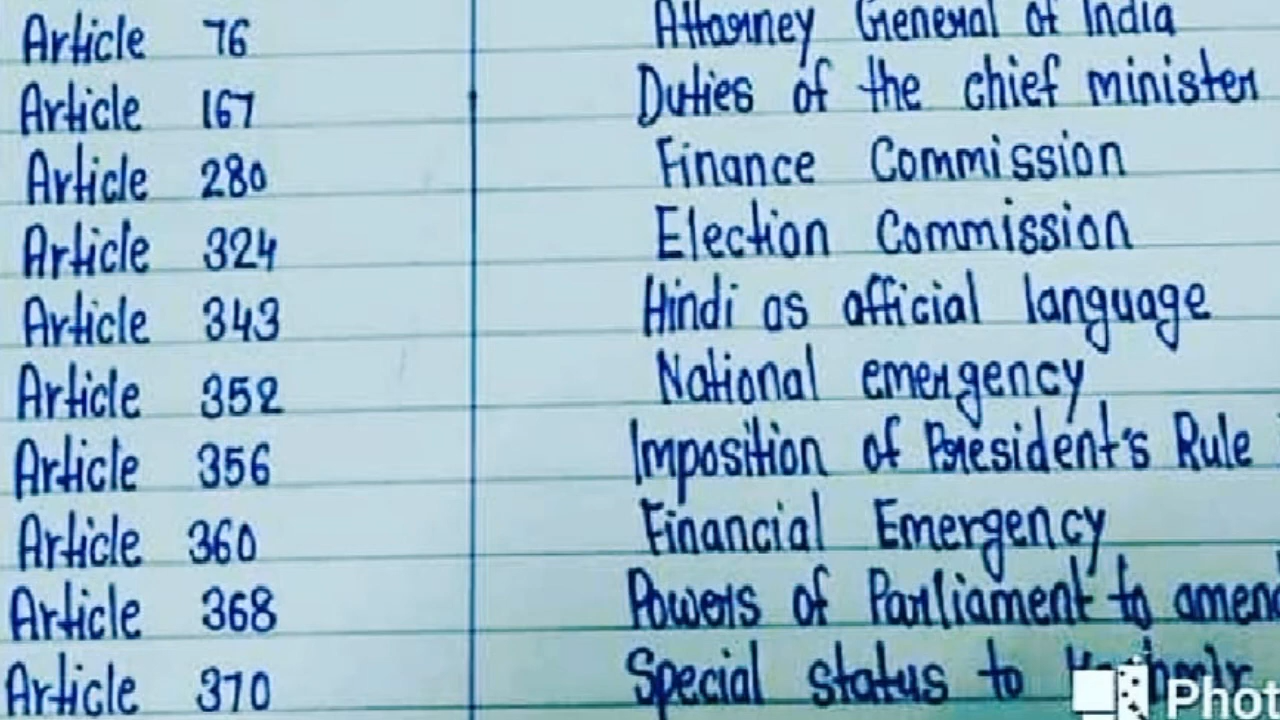 Article 76 Attorney General of India
Article 167 Duties of the chief minister
Article 280 Finance Commission
Article 324 Election Commission
Article 343 Hindi as official language
Article 352 National emergency
Article 356 Imposition of President's Rule
Article 360 Financial Emergency
Article 368 Powers of Parliament to amend
Article 370 Special status to
Phot